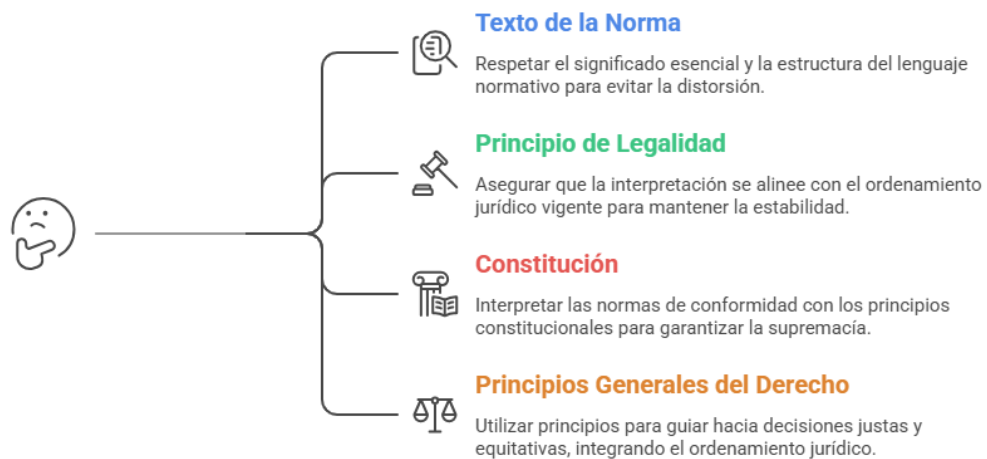 Texto de la Norma
Respetar el significado esencial y la estructura del lenguaje
normativo para evitar la distorsión.
Principio de Legalidad
Asegurar que la interpretación se alinee con el ordenamiento
jurídico vigente para mantener la estabilidad.
Constitución
Interpretar las normas de conformidad con los principios
constitucionales para garantizar la supremacía.
Principios Generales del Derecho
Utilizar principios para guiar hacia decisiones justas y
equitativas, integrando el ordenamiento jurídico.